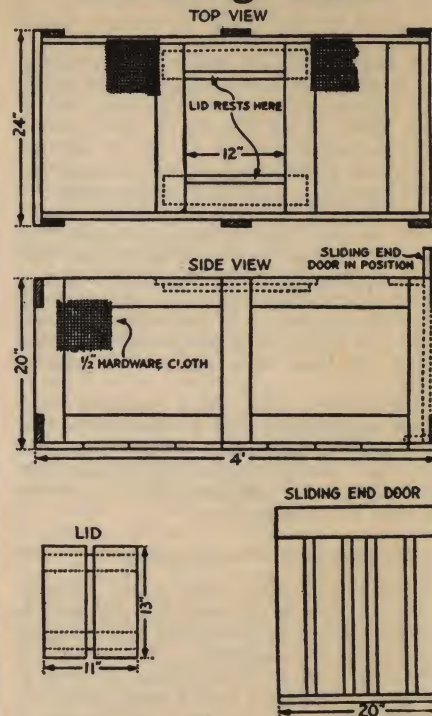 TOP VIEW
24"
LID RESTS HERE
12"
SIDE VIEW
SLIDING END
DOOR IN POSITION
20"
½" HARDWARE CLOTH
4'
LID
SLIDING END DOOR
13"
11"
20"